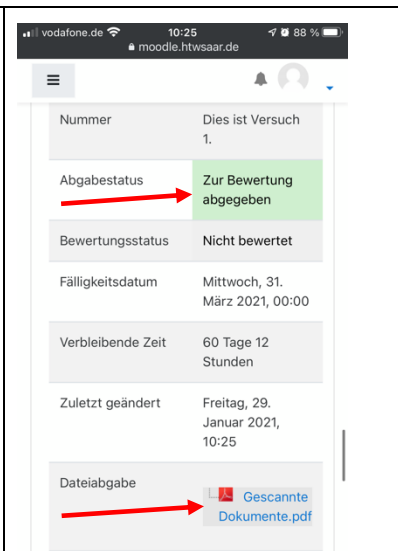 vodafone.de 10:25 88 %
moodle.htwsaar.de
Nummer Dies ist Versuch
1.
Abgabestatus Zur Bewertung
abgegeben
Bewertungsstatus Nicht bewertet
Fälligkeitsdatum Mittwoch, 31.
März 2021, 00:00
Verbleibende Zeit 60 Tage 12
Stunden
Zuletzt geändert Freitag, 29.
Januar 2021,
10:25
Dateiabgabe Gescannte
Dokumente.pdf